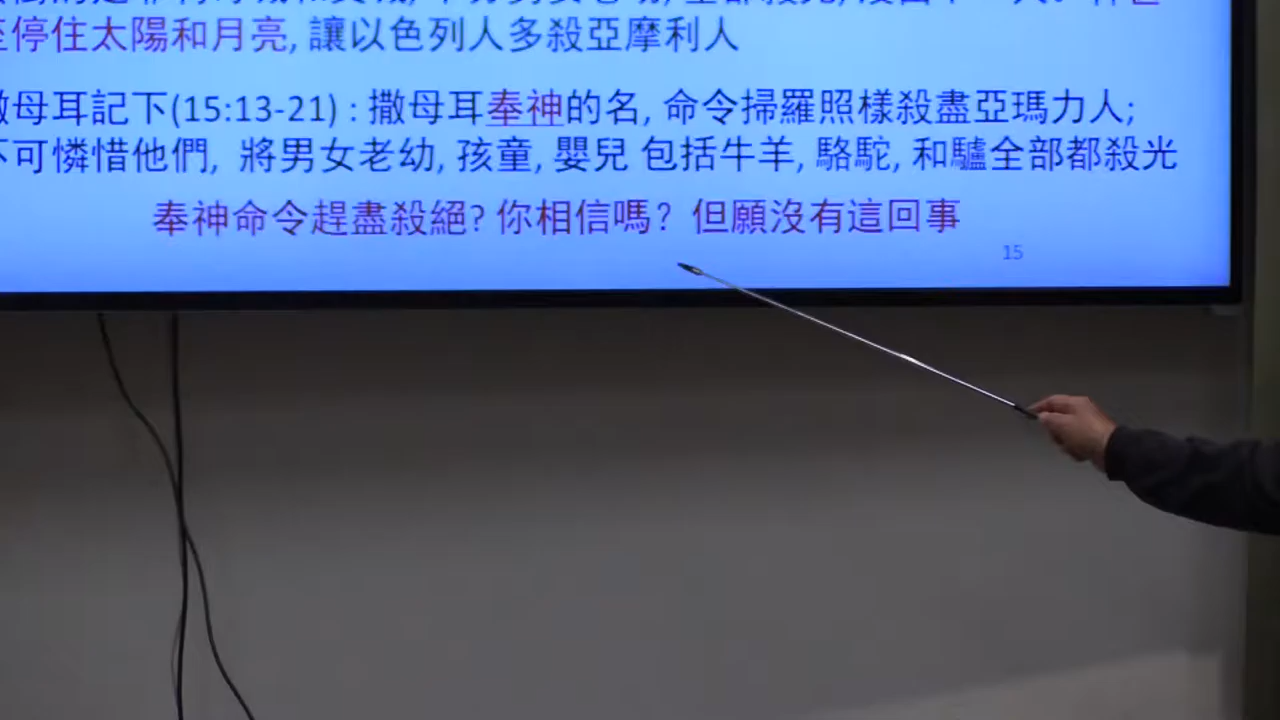 停住太陽和月亮, 讓以色列人多殺亞摩利人
母耳記下(15:13-21) : 撒母耳奉神的名, 命令掃羅照樣殺盡亞瑪力人;
可憐惜他們, 將男女老幼, 孩童, 嬰兒 包括牛羊, 駱駝, 和驢全部都殺光
奉神命令趕盡殺絕? 你相信嗎? 但願沒有這回事
15